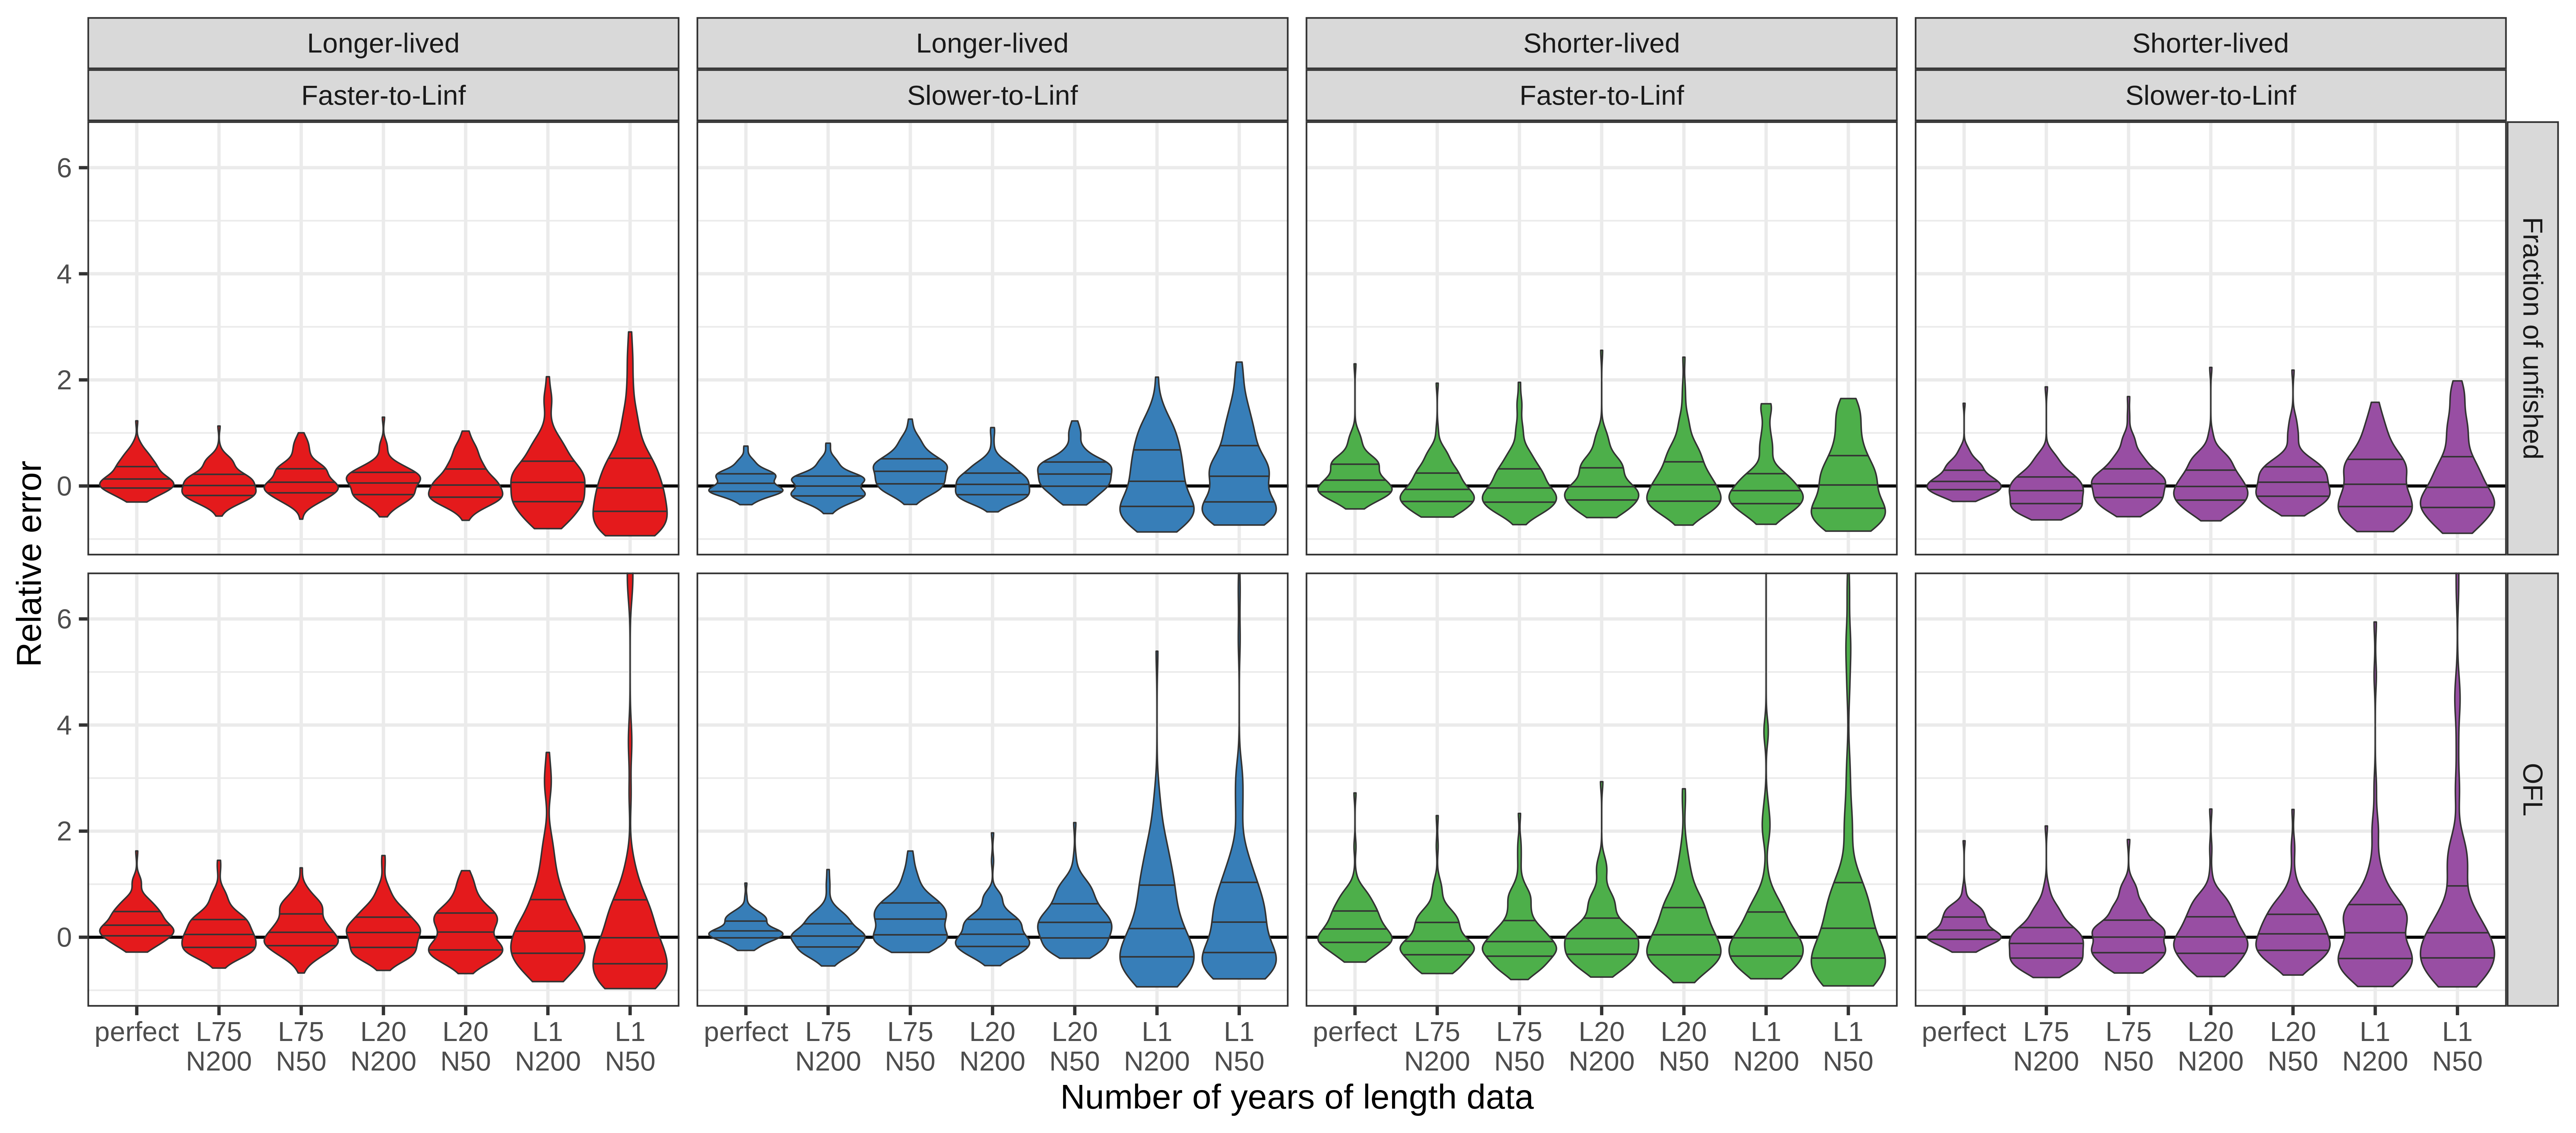 Longer-lived
Longer-lived
Shorter-lived
Shorter-lived
Faster-to-Linf
Slower-to-Linf
Faster-to-Linf
Slower-to-Linf
Relative error
6
4
2
0
Fraction of unfished
6
4
2
0
OFL
perfect L75 L75 L20 L20 L1 L1
N200 N50 N200 N50 N200 N50
perfect L75 L75 L20 L20 L1 L1
N200 N50 N200 N50 N200 N50
perfect L75 L75 L20 L20 L1 L1
N200 N50 N200 N50 N200 N50
perfect L75 L75 L20 L20 L1 L1
N200 N50 N200 N50 N200 N50
Number of years of length data